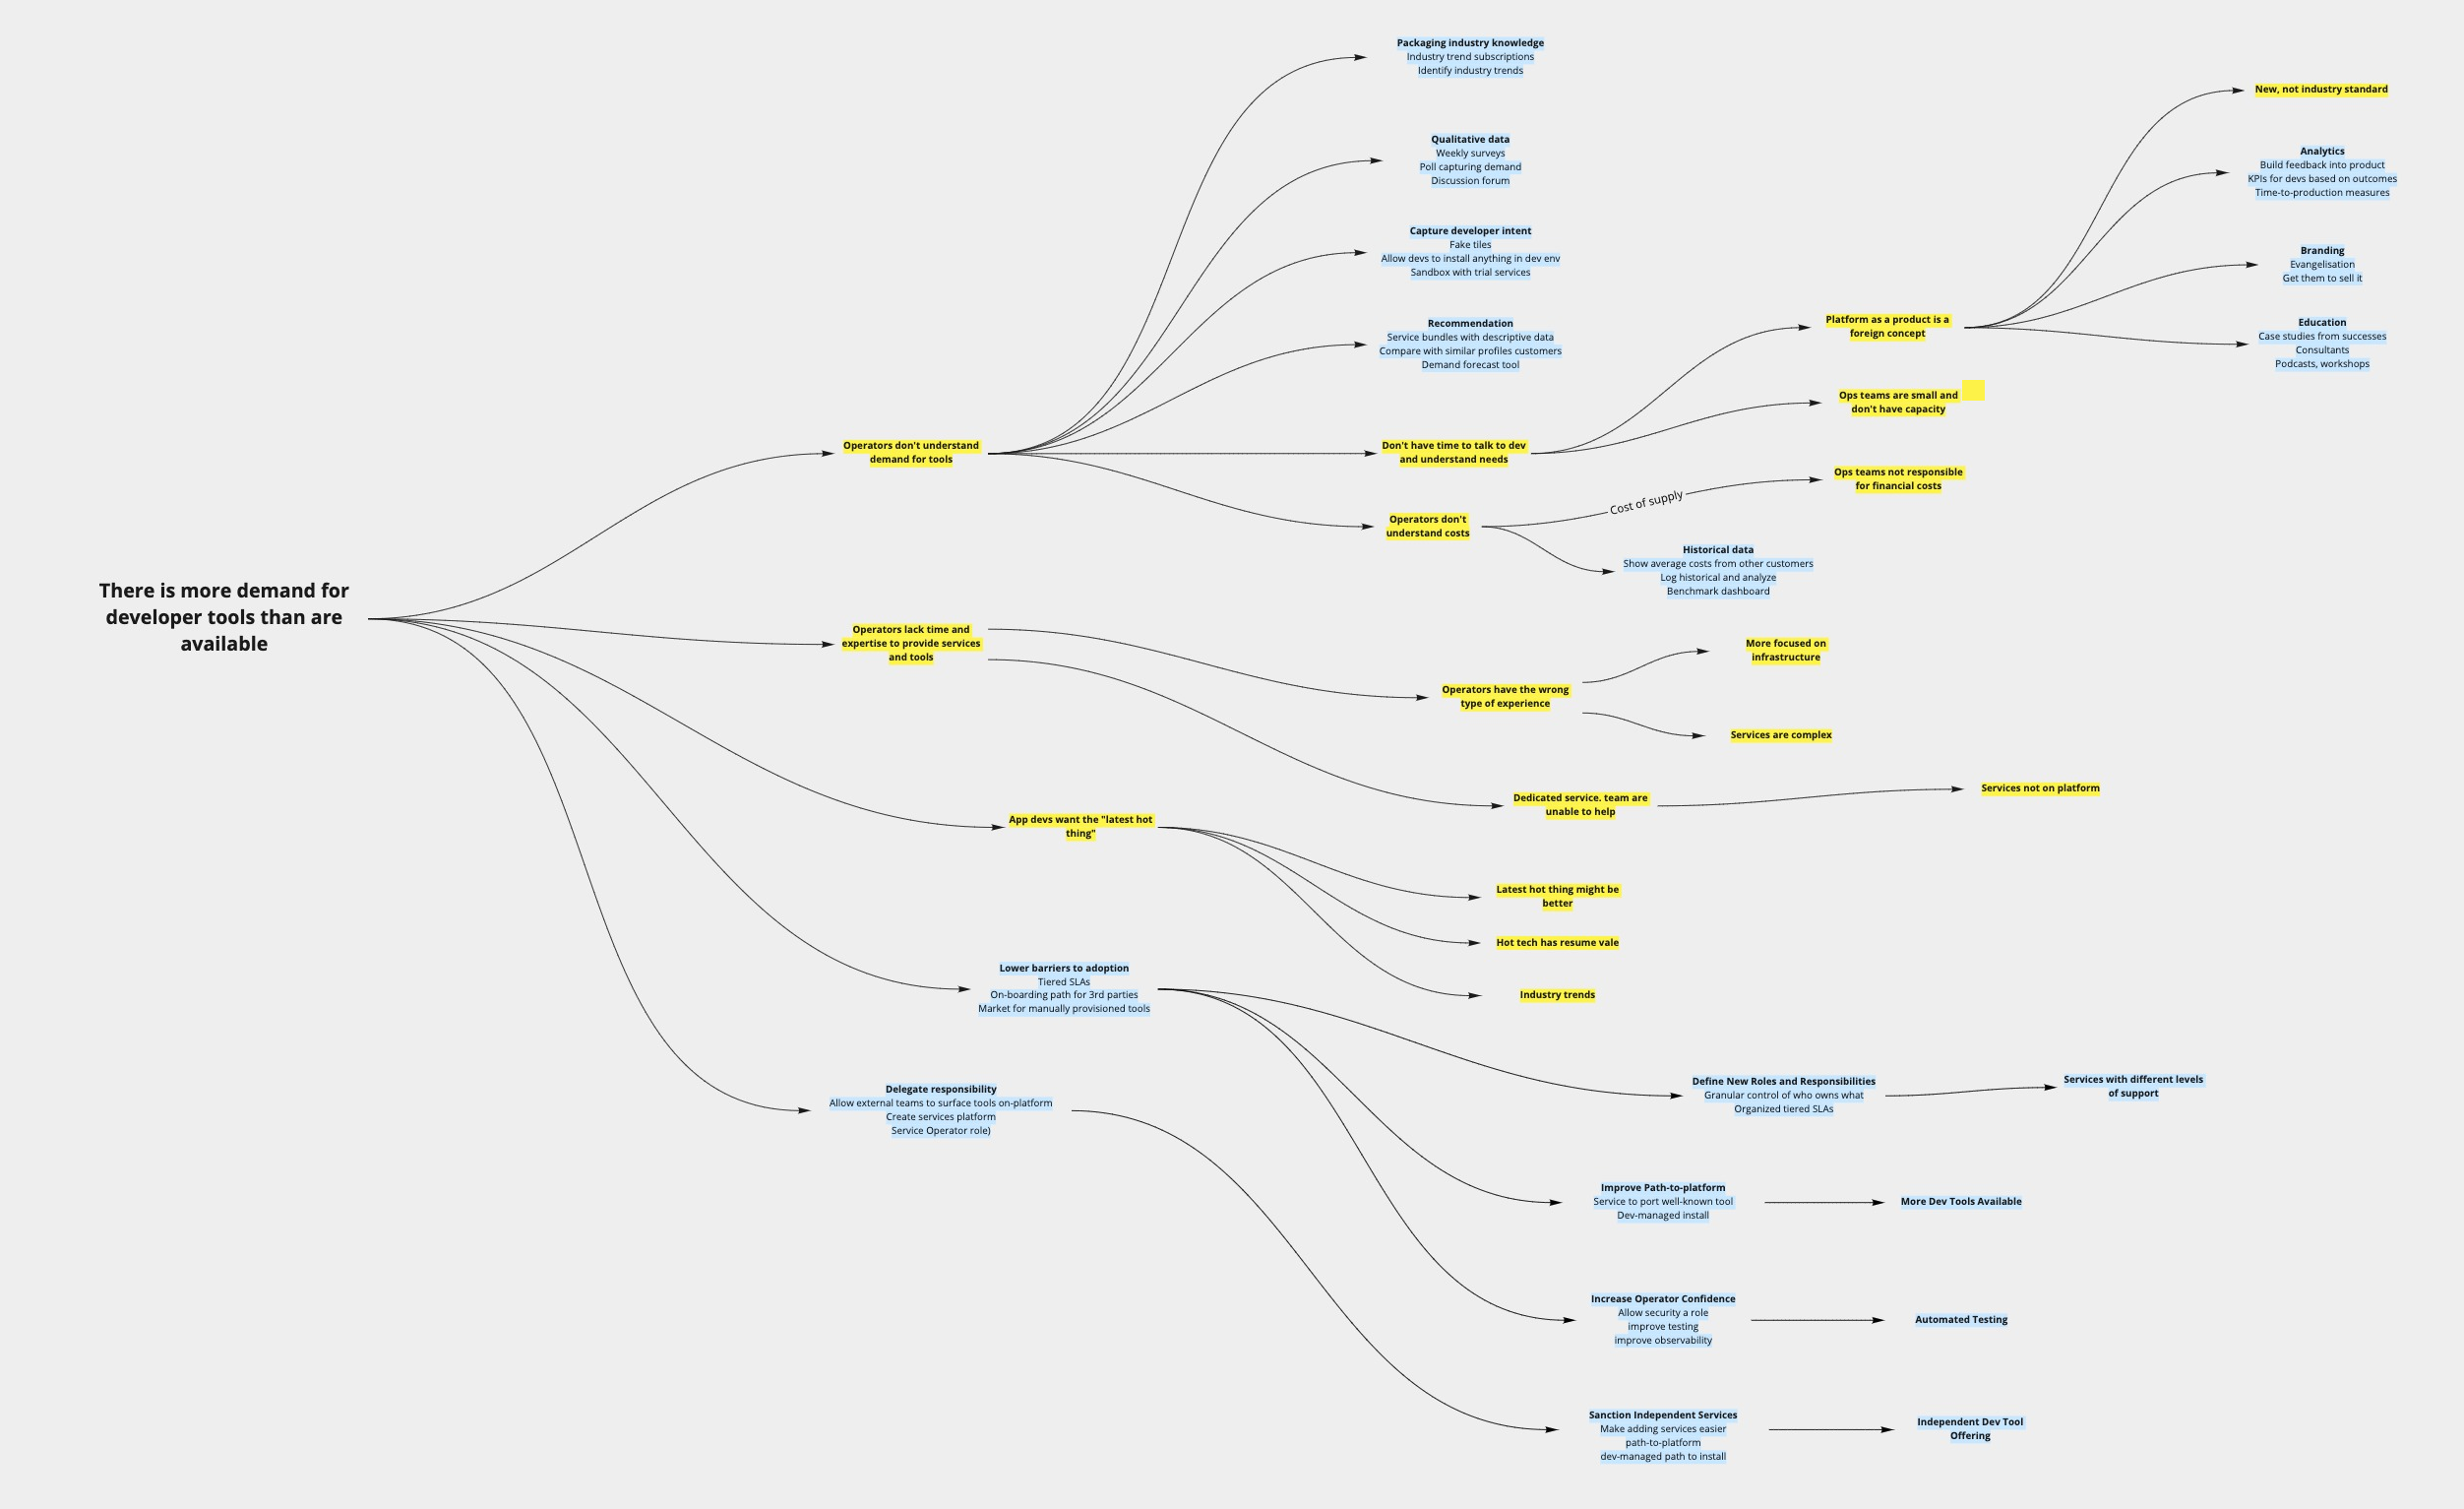 Packaging industry knowledge
Industry trend subscriptions
Identify industry trends
New, not industry standard
Qualitative data
Weekly surveys
Poll capturing demand
Discussion forum
Analytics
Build feedback into product
KPIs for devs based on outcomes
Time-to-production measures
Capture developer intent
Fake tiles
Allow devs to install anything in dev env
Sandbox with trial services
Branding
Evangelisation
Get them to sell it
Recommendation
Service bundles with descriptive data
Compare with similar profiles customers
Demand forecast tool
Platform as a product is a
foreign concept
Education
Case studies from successes
Consultants
Podcasts, workshops
Ops teams are small and
don't have capacity
Operators don't understand
demand for tools
Don't have time to talk to dev
and understand needs
Ops teams not responsible
for financial costs
Cost of supply
Operators don't
understand costs
Historical data
Show average costs from other customers
Log historical and analyze
Benchmark dashboard
There is more demand for
developer tools than are
available
Operators lack time and
expertise to provide services
and tools
More focused on
infrastructure
Operators have the wrong
type of experience
Services are complex
Dedicated service. team are
unable to help
Services not on platform
App devs want the "latest hot
thing"
Latest hot thing might be
better
Hot tech has resume vale
Industry trends
Lower barriers to adoption
Tiered SLAs
On-boarding path for 3rd parties
Market for manually provisioned tools
Delegate responsibility
Allow external teams to surface tools on-platform
Create services platform
Service Operator role)
Define New Roles and Responsibilities
Granular control of who owns what
Organized tiered SLAs
Services with different levels
of support
Improve Path-to-platform
Service to port well-known tool
Dev-managed install
More Dev Tools Available
Increase Operator Confidence
Allow security a role
improve testing
improve observability
Automated Testing
Sanction Independent Services
Make adding services easier
path-to-platform
dev-managed path to install
Independent Dev Tool
Offering